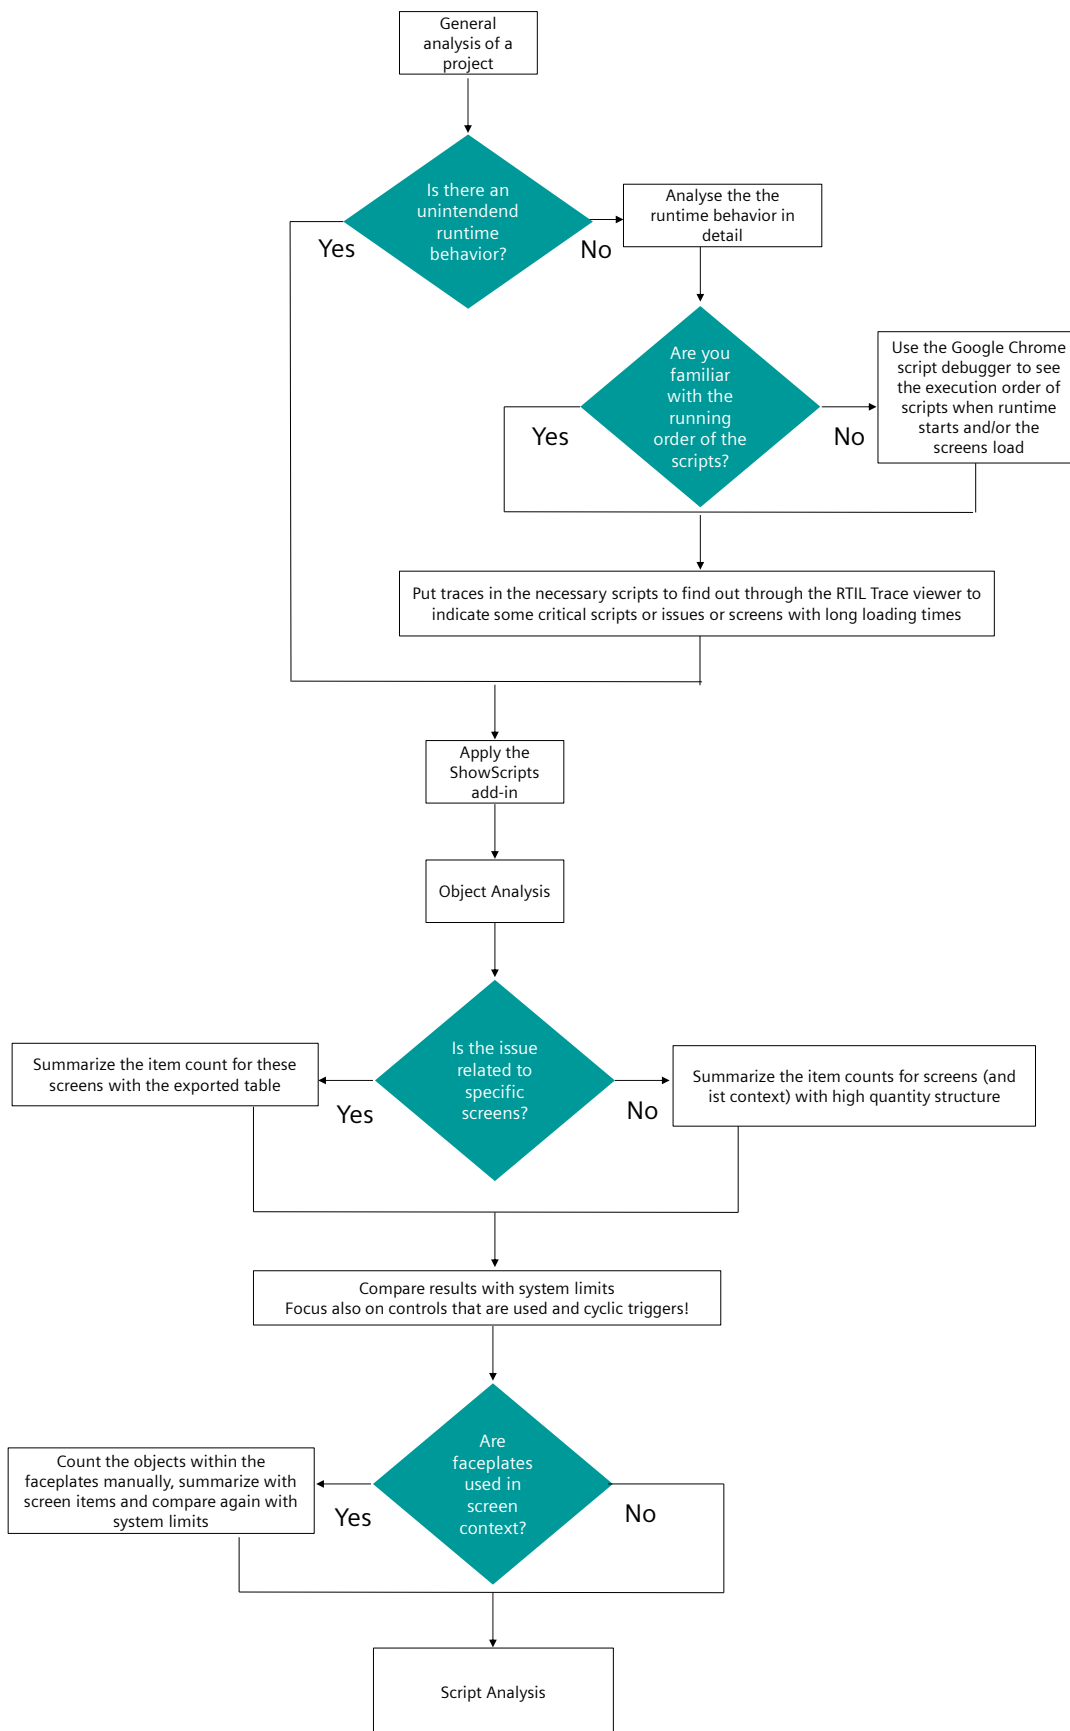 General
analysis of a
project
Is there an
unintendend
runtime
behavior?
Yes
No
Analyse the the
runtime behavior in
detail
Are you
familiar
with the
running
order of the
scripts?
Yes
No
Use the Google Chrome
script debugger to see
the execution order of
scripts when runtime
starts and/or the
screens load
Put traces in the necessary scripts to find out through the RTIL Trace viewer to
indicate some critical scripts or issues or screens with long loading times
Apply the
ShowScripts
add-in
Object Analysis
Is the issue
related to
specific
screens?
Yes
No
Summarize the item count for these
screens with the exported table
Summarize the item counts for screens (and
ist context) with high quantity structure
Compare results with system limits
Focus also on controls that are used and cyclic triggers!
Are
faceplates
used in
screen
context?
Yes
No
Count the objects within the
faceplates manually, summarize with
screen items and compare again with
system limits
Script Analysis